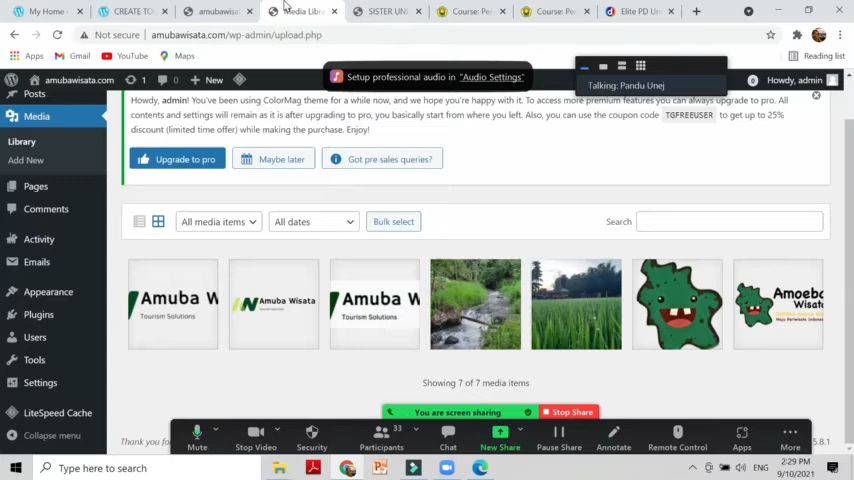 My Home
CREATE TO
amubawisat
Media Libra
SISTER UNE
Course: Pe
Course: Pe
Elite PD Un
Not secure
amubawisata.com/wp-admin/upload.php
Apps
Gmail
YouTube
Maps
Reading list
amubawisata.com
1
0
New
Setup professional audio in "Audio Settings"
Talking: Pandu Unej
0
Howdy, admin
Posts
Media
Library
Add New
Pages
Comments
Activity
Emails
Appearance
Plugins
Users
Tools
Settings
LiteSpeed Cache
Collapse menu
Howdy, admin! You've been using ColorMag theme for a while now, and we hope you're happy with it. To access more premium features you can always upgrade to pro. All
contents and settings will remain as it is after upgrading to pro, you basically start from where you left. Also, you can use the coupon code TGFREEUSER to get up to 25%
discount (limited time offer) while making the purchase. Enjoy!
Upgrade to pro
Maybe later
Got pre sales queries?
All media items
All dates
Bulk select
Search
Amuba W
Tourism Solutions
Amuba Wisata
Amuba W
Tourism Solutions
Amoeba
Wisata
Maju Pariwisata Indones
Showing 7 of 7 media items
You are screen sharing
Stop Share
Mute
Stop Video
Security
33
Participants
Chat
New Share
Pause Share
Annotate
Remote Control
Apps
More
Thank you fo
5.8.1
Type here to search
ENG
2:29 PM
9/10/2021